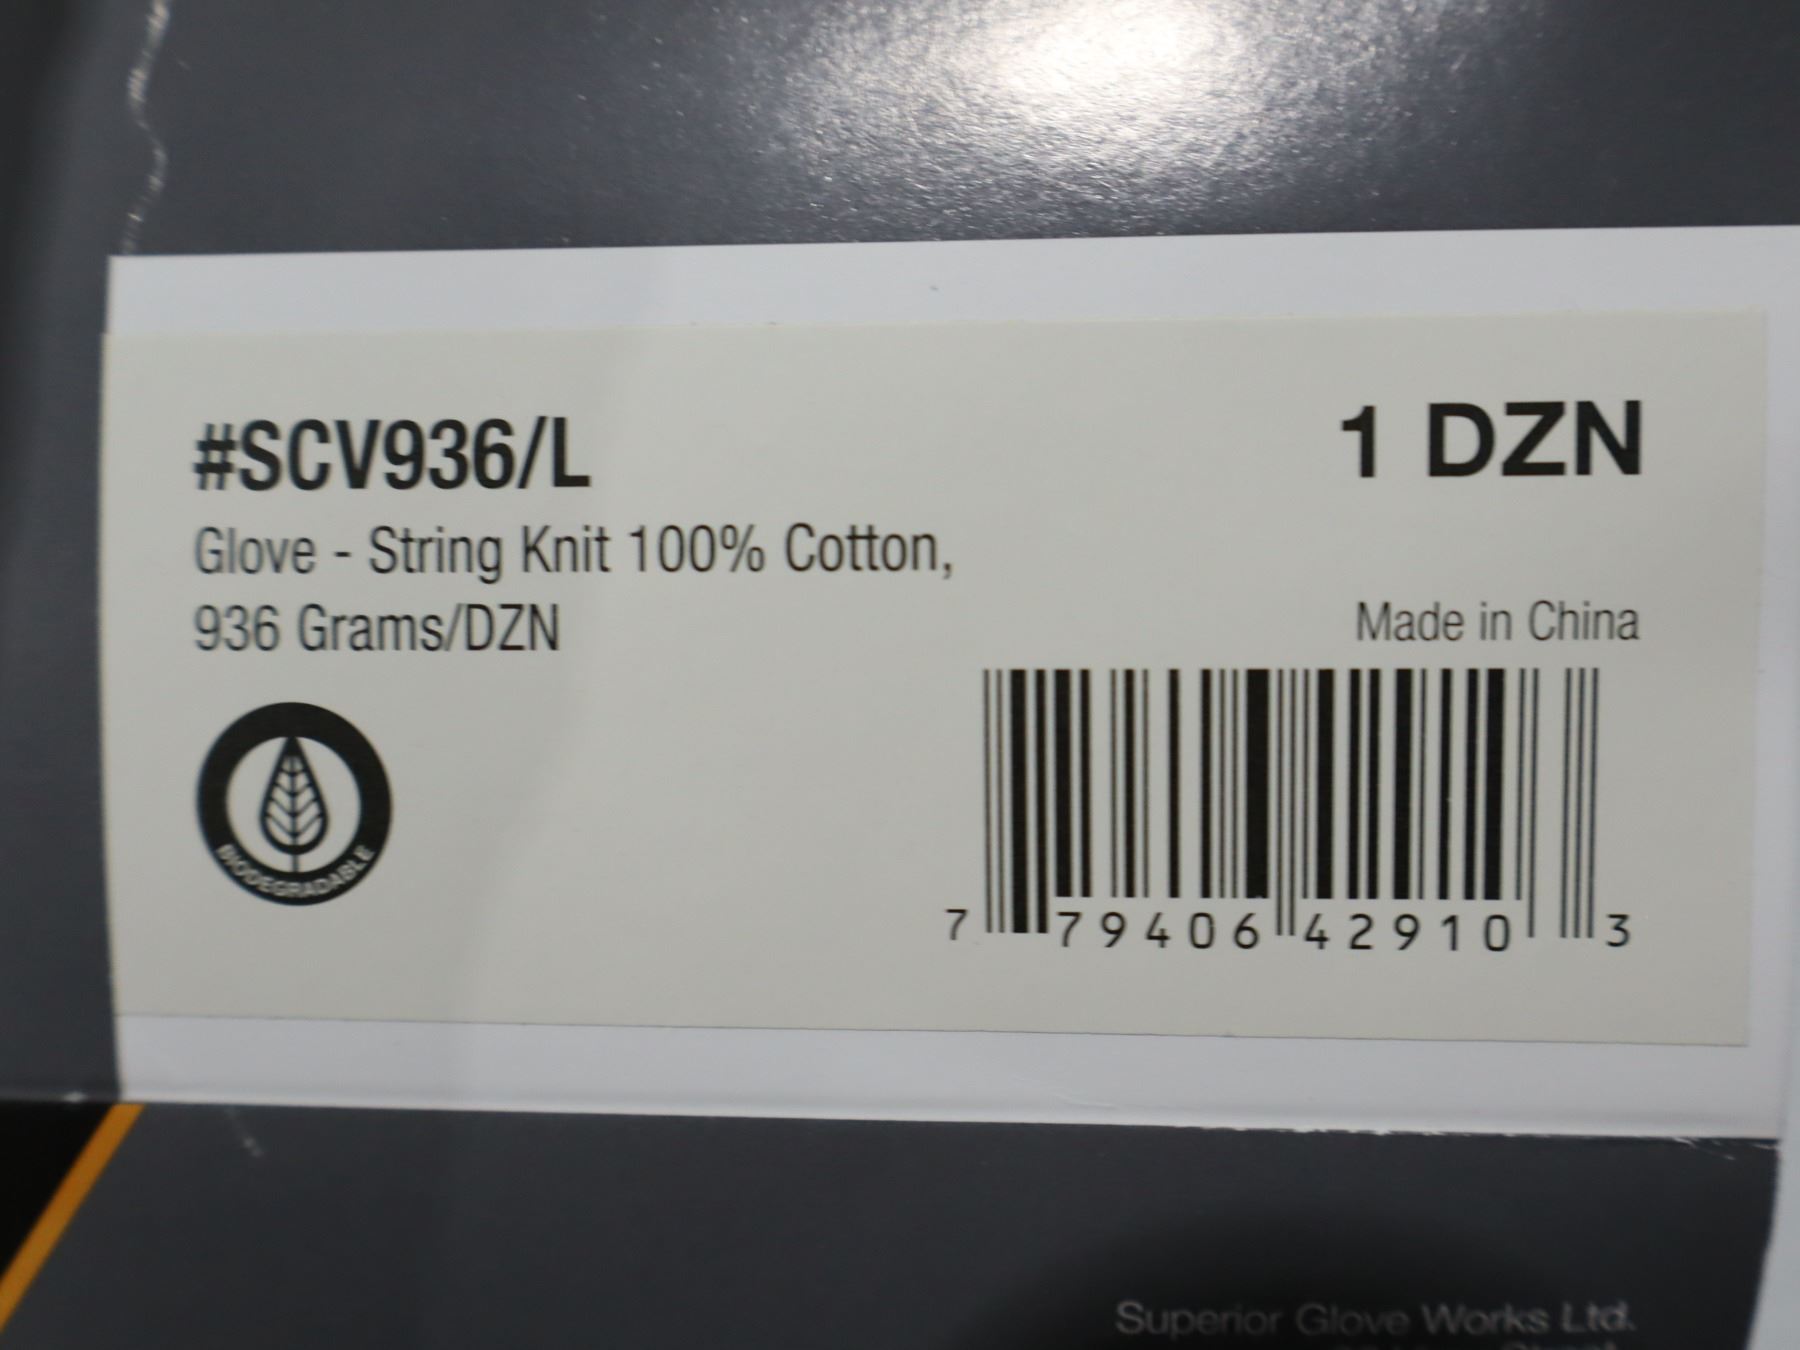 #SCV936/L
1 DZN
Glove - String Knit 100% Cotton,
936 Grams/DZN
Made in China
BIODEGRADABLE
7 79406 42910 3
Superior Glove Works Ltd.